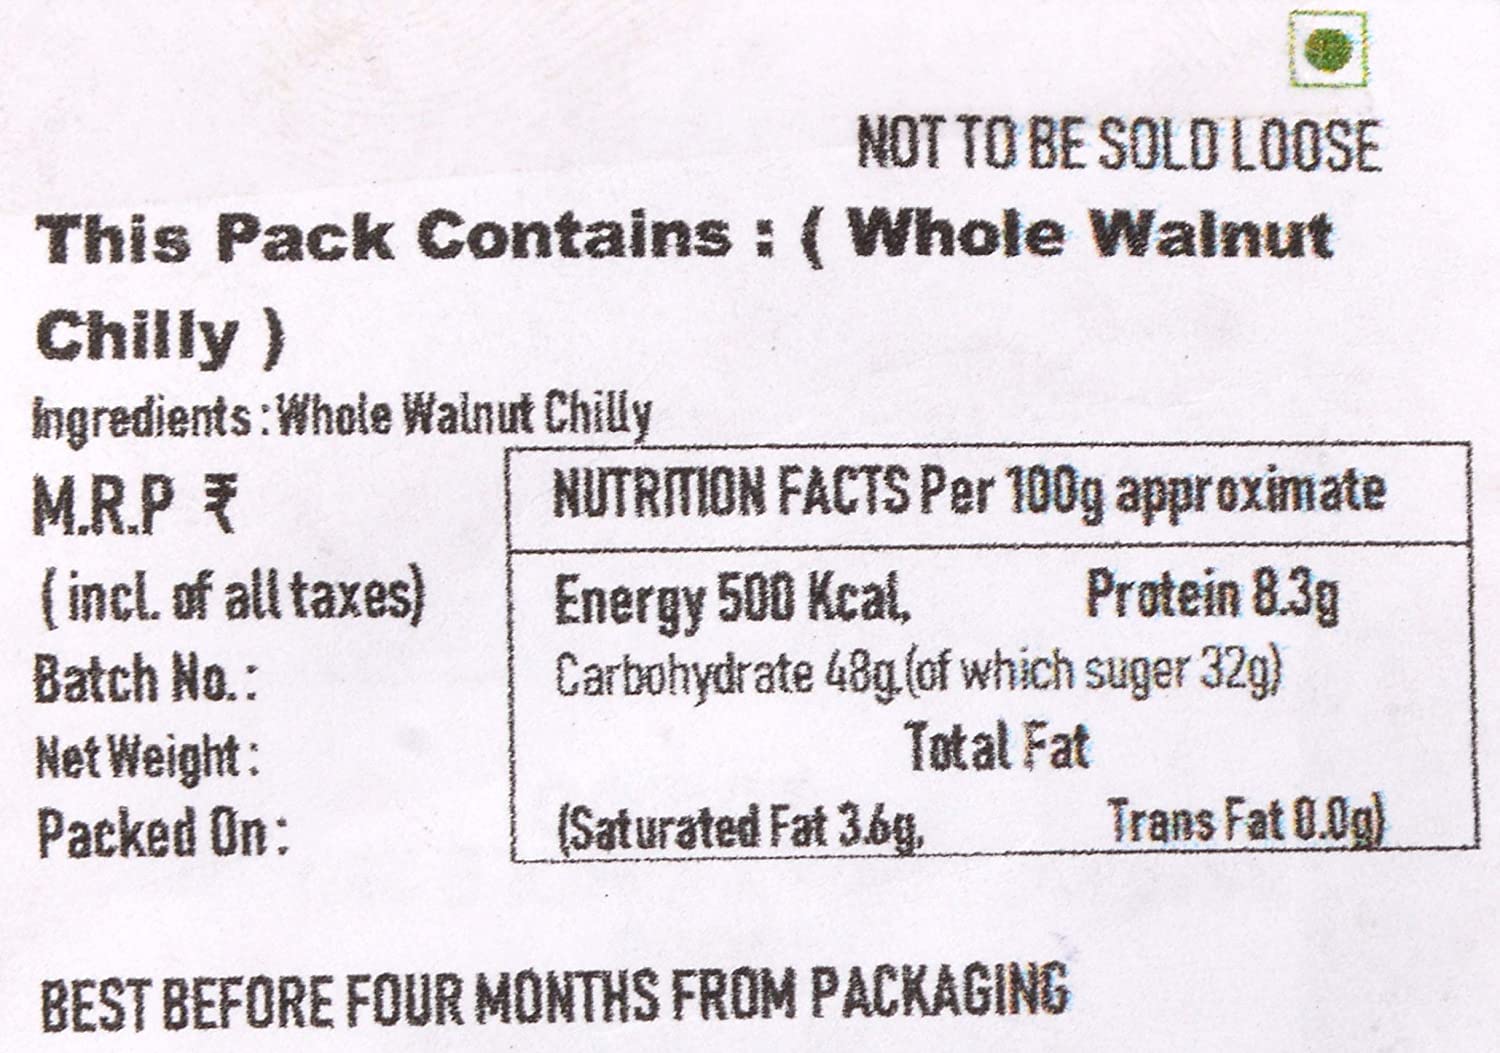 NOT TO BE SOLD LOOSE
This Pack Contains : ( Whole Walnut
Chilly )
Ingredients : Whole Walnut Chilly
M.R.P ₹
( incl. of all taxes)
Batch No. :
Net Weight :
Packed On :
NUTRITION FACTS Per 100g approximate
Energy 500 Kcal, Protein 8.3g
Carbohydrate 48g,(of which suger 32g)
Total Fat
(Saturated Fat 3.6g, Trans Fat 0.0g)
BEST BEFORE FOUR MONTHS FROM PACKAGING